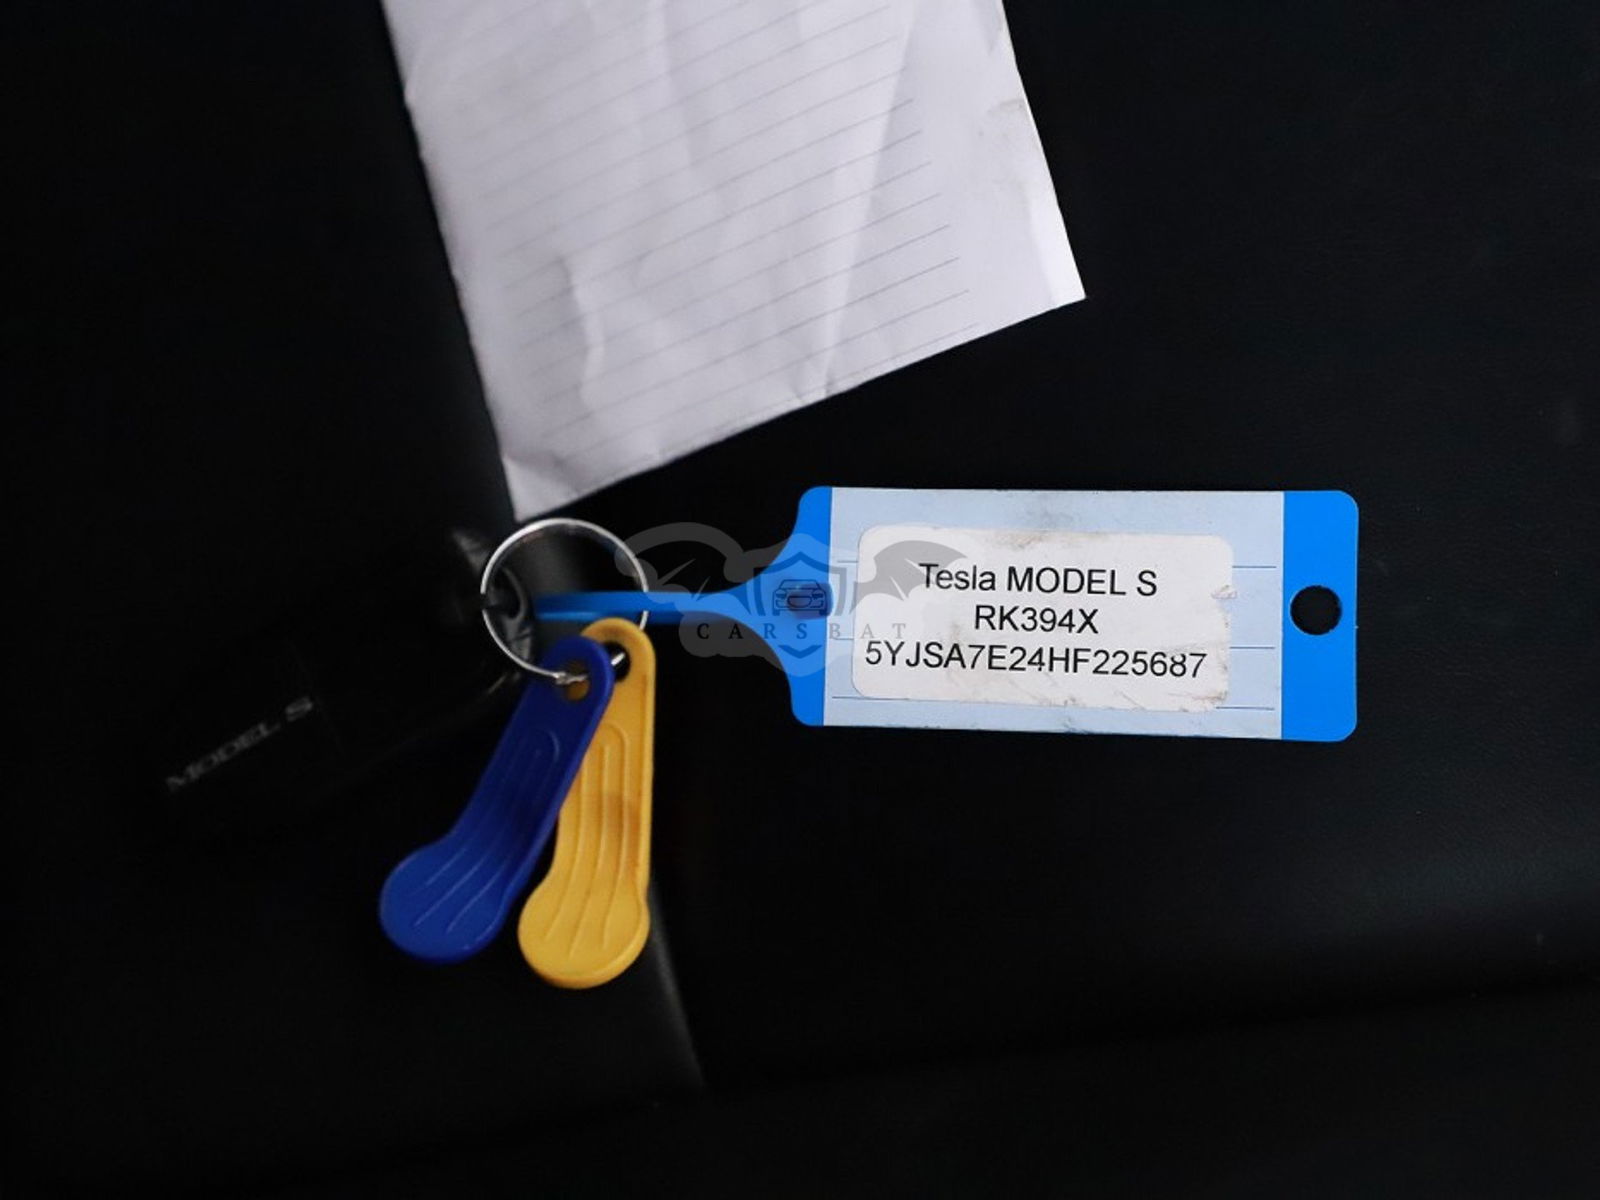 Tesla MODEL S
RK394X
5YJSA7E24HF225687
CARSBAT
MODEL S